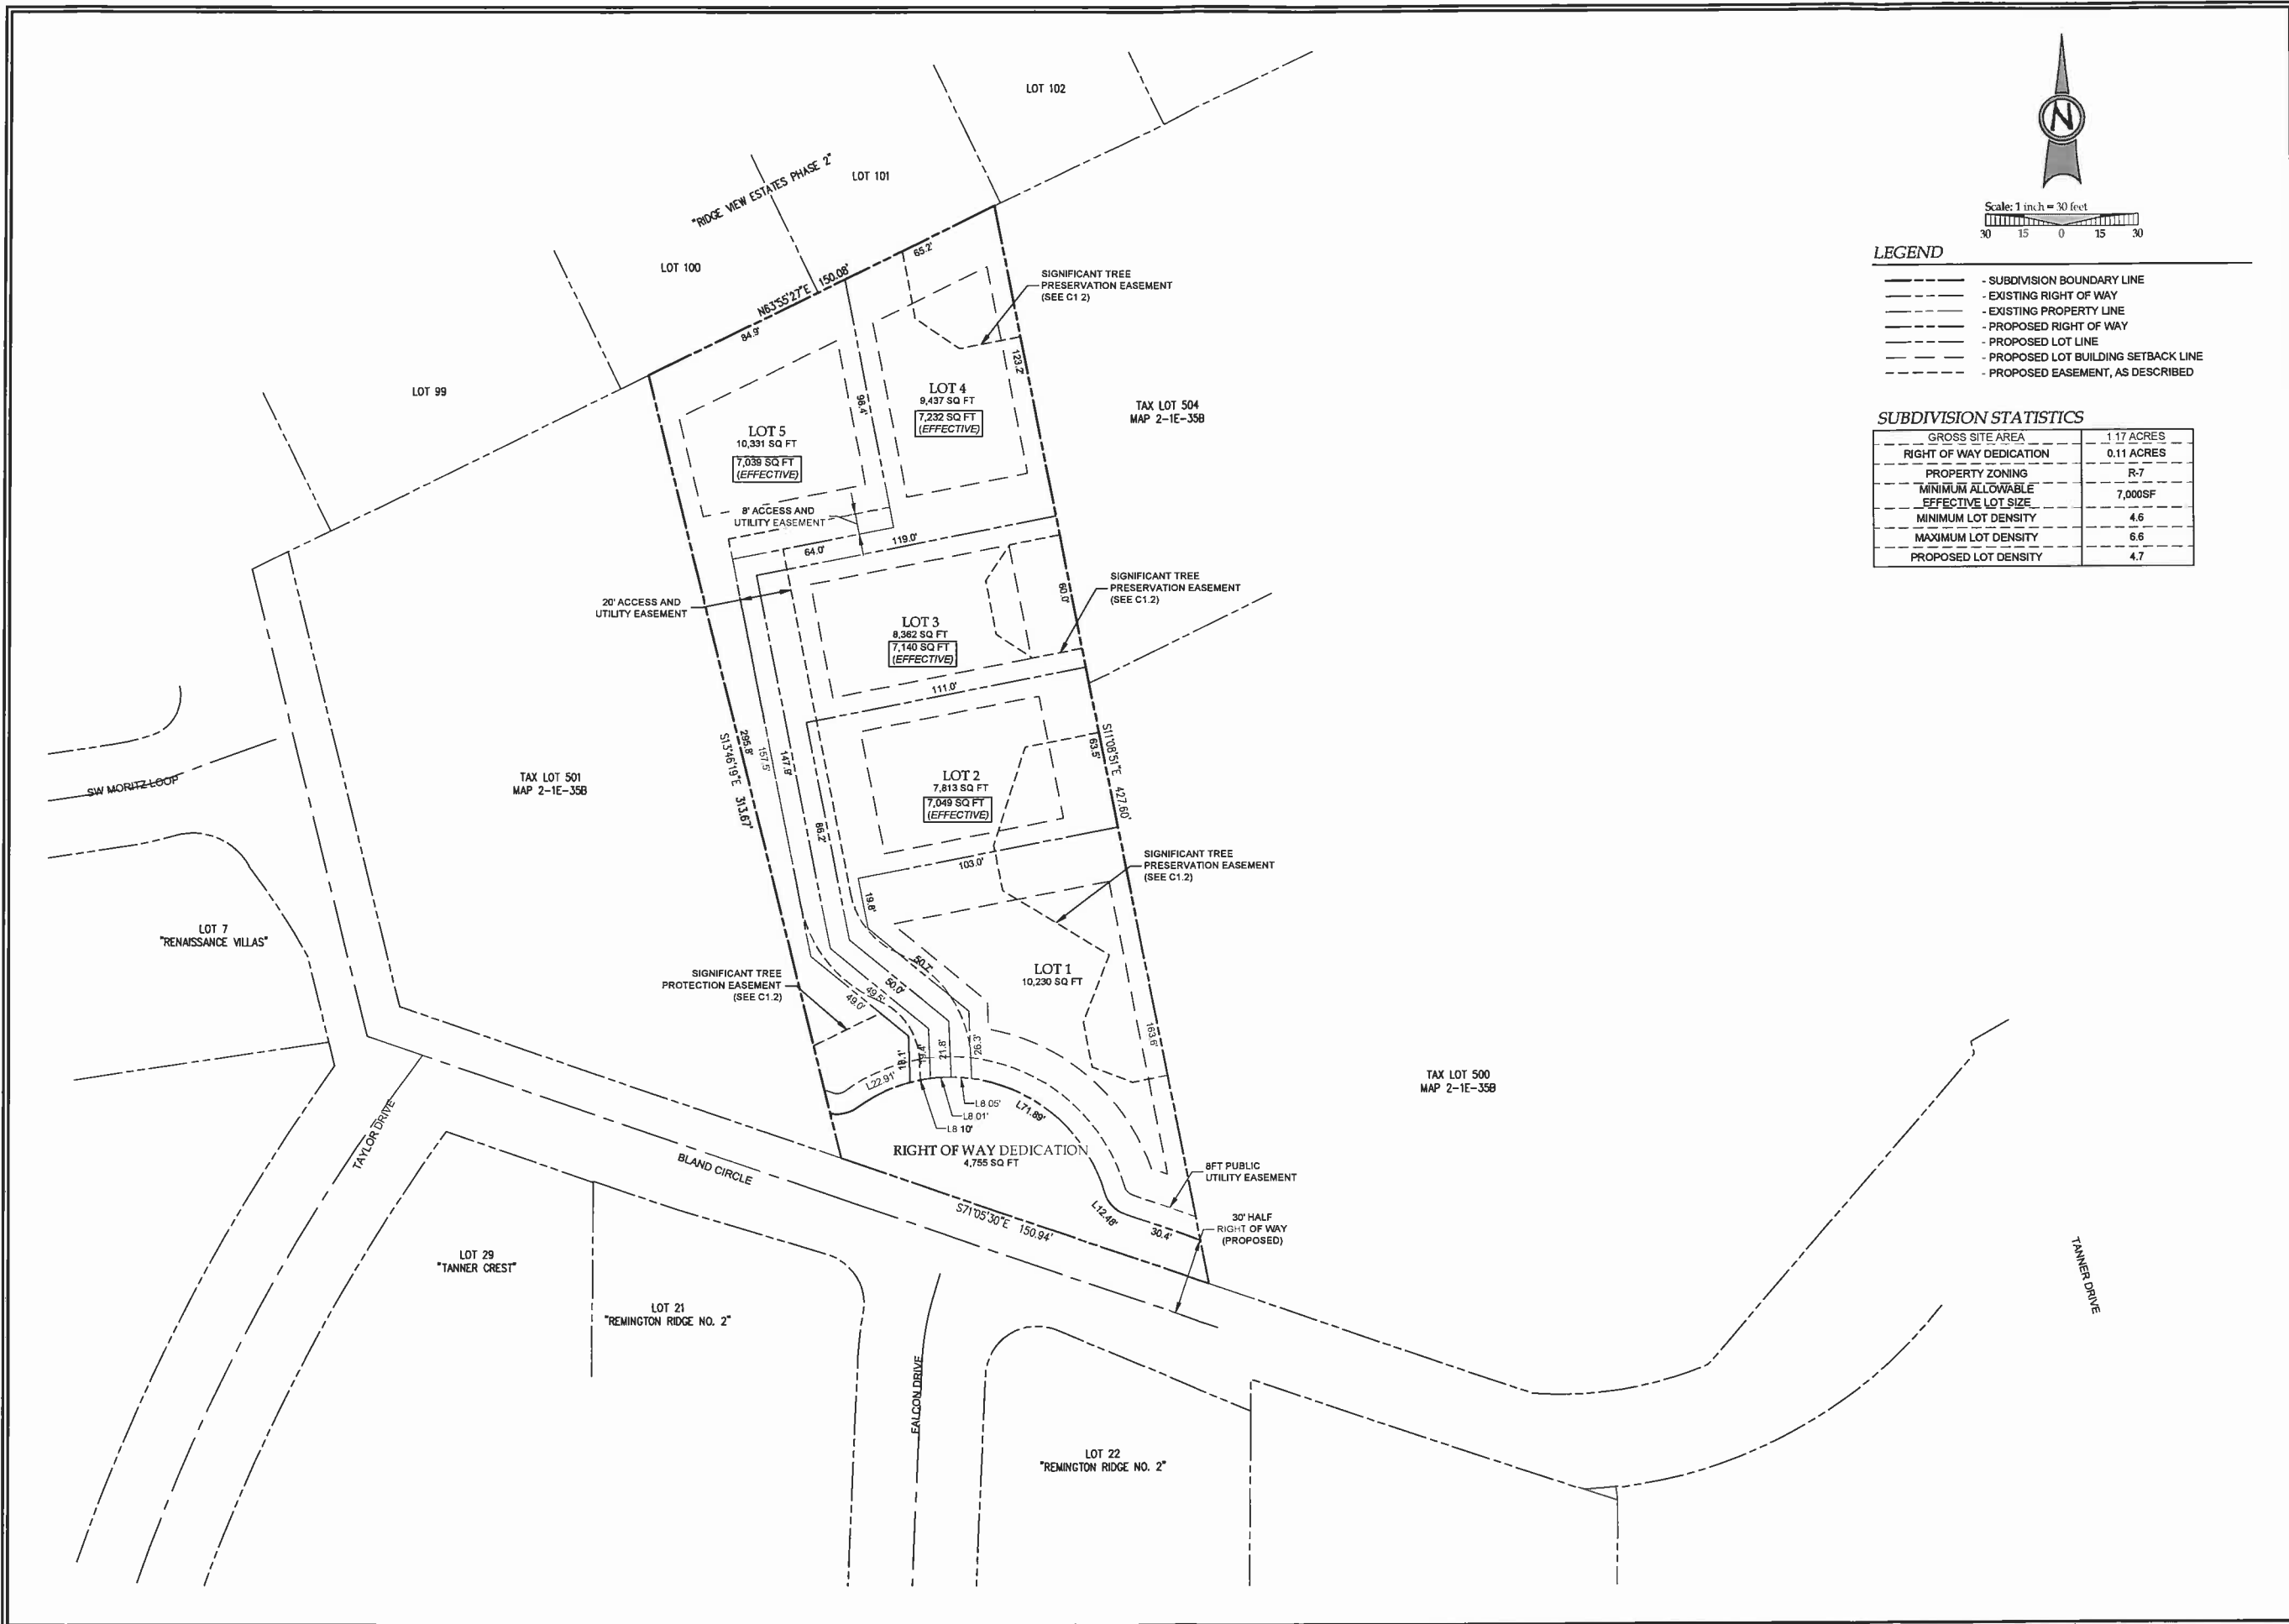 LOT 102
LOT 101
"RIDGE VIEW ESTATES PHASE 2"
LOT 100
LOT 99
N63°55'27"E 150.08'
65.2'
84.9'
SIGNIFICANT TREE
PRESERVATION EASEMENT
(SEE C1 2)
123.2'
98.4'
LOT 4
9,437 SQ FT
7,232 SQ FT
(EFFECTIVE)
TAX LOT 504
MAP 2-1E-35B
LOT 5
10,331 SQ FT
7,039 SQ FT
(EFFECTIVE)
8' ACCESS AND
UTILITY EASEMENT
64.0'
119.0'
20' ACCESS AND
UTILITY EASEMENT
60.0'
SIGNIFICANT TREE
PRESERVATION EASEMENT
(SEE C1.2)
LOT 3
8,362 SQ FT
7,140 SQ FT
(EFFECTIVE)
111.0'
S13°46'19"E 313.67'
295.8'
157.5'
147.8'
86.2'
63.5'
S11°08'51"E 427.60'
TAX LOT 501
MAP 2-1E-35B
SW MORITZ LOOP
LOT 2
7,813 SQ FT
7,049 SQ FT
(EFFECTIVE)
103.0'
19.8'
SIGNIFICANT TREE
PRESERVATION EASEMENT
(SEE C1.2)
LOT 7
"RENAISSANCE VILLAS"
SIGNIFICANT TREE
PROTECTION EASEMENT
(SEE C1.2)
50.2'
50.0'
49.5'
49.0'
LOT 1
10,230 SQ FT
163.6'
18.1'
19.4'
21.8'
26.3'
L22.91'
L8 05'
L8 01'
L8 10'
L71.89'
TAX LOT 500
MAP 2-1E-35B
RIGHT OF WAY DEDICATION
4,755 SQ FT
8FT PUBLIC
UTILITY EASEMENT
L12.48'
30.4'
30' HALF
RIGHT OF WAY
(PROPOSED)
S71°05'30"E 150.94'
TAYLOR DRIVE
BLAND CIRCLE
LOT 29
"TANNER CREST"
LOT 21
"REMINGTON RIDGE NO. 2"
FALCON DRIVE
LOT 22
"REMINGTON RIDGE NO. 2"
TANNER DRIVE
N
Scale: 1 inch = 30 feet
30 15 0 15 30
LEGEND
- SUBDIVISION BOUNDARY LINE
- EXISTING RIGHT OF WAY
- EXISTING PROPERTY LINE
- PROPOSED RIGHT OF WAY
- PROPOSED LOT LINE
- PROPOSED LOT BUILDING SETBACK LINE
- PROPOSED EASEMENT, AS DESCRIBED
SUBDIVISION STATISTICS
GROSS SITE AREA 1 17 ACRES
RIGHT OF WAY DEDICATION 0.11 ACRES
PROPERTY ZONING R-7
MINIMUM ALLOWABLE
EFFECTIVE LOT SIZE 7,000SF
MINIMUM LOT DENSITY 4.6
MAXIMUM LOT DENSITY 6.6
PROPOSED LOT DENSITY 4.7